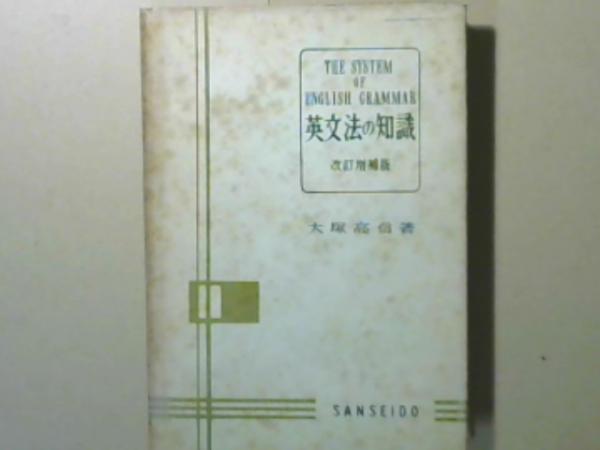 THE SYSTEM
OF
ENGLISH GRAMMAR
英文法の知識
改訂増補版
大塚高信著
SANSEIDO